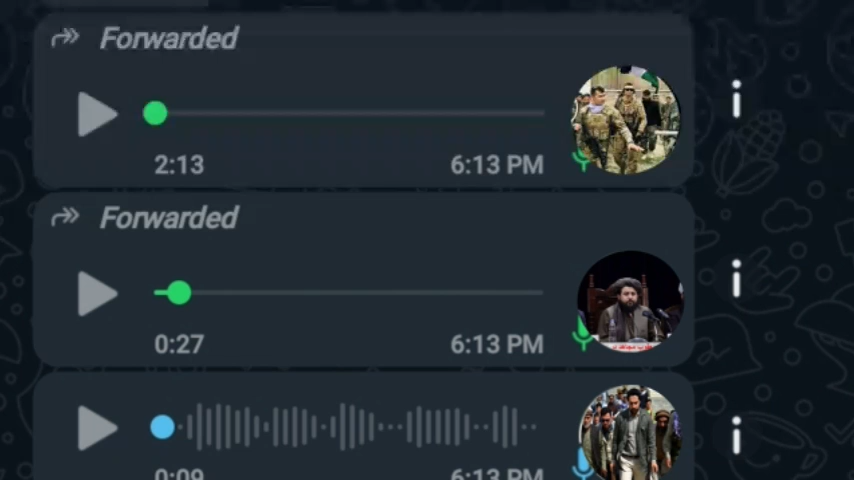 Forwarded
2:13 6:13 PM
Forwarded
0:27 6:13 PM
0:09 6:13 PM